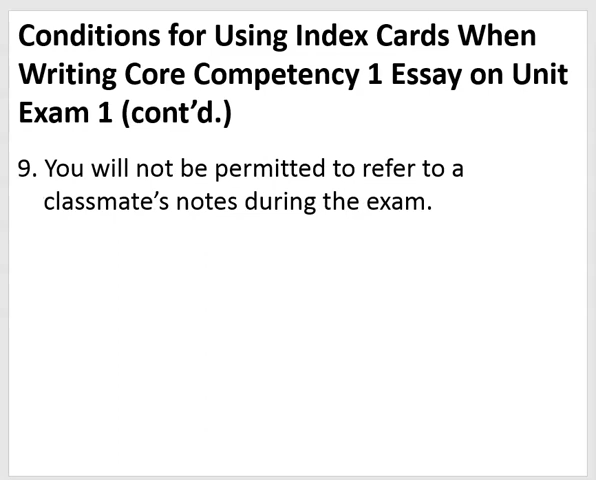 Conditions for Using Index Cards When
Writing Core Competency 1 Essay on Unit
Exam 1 (cont’d.)
9. You will not be permitted to refer to a
classmate’s notes during the exam.